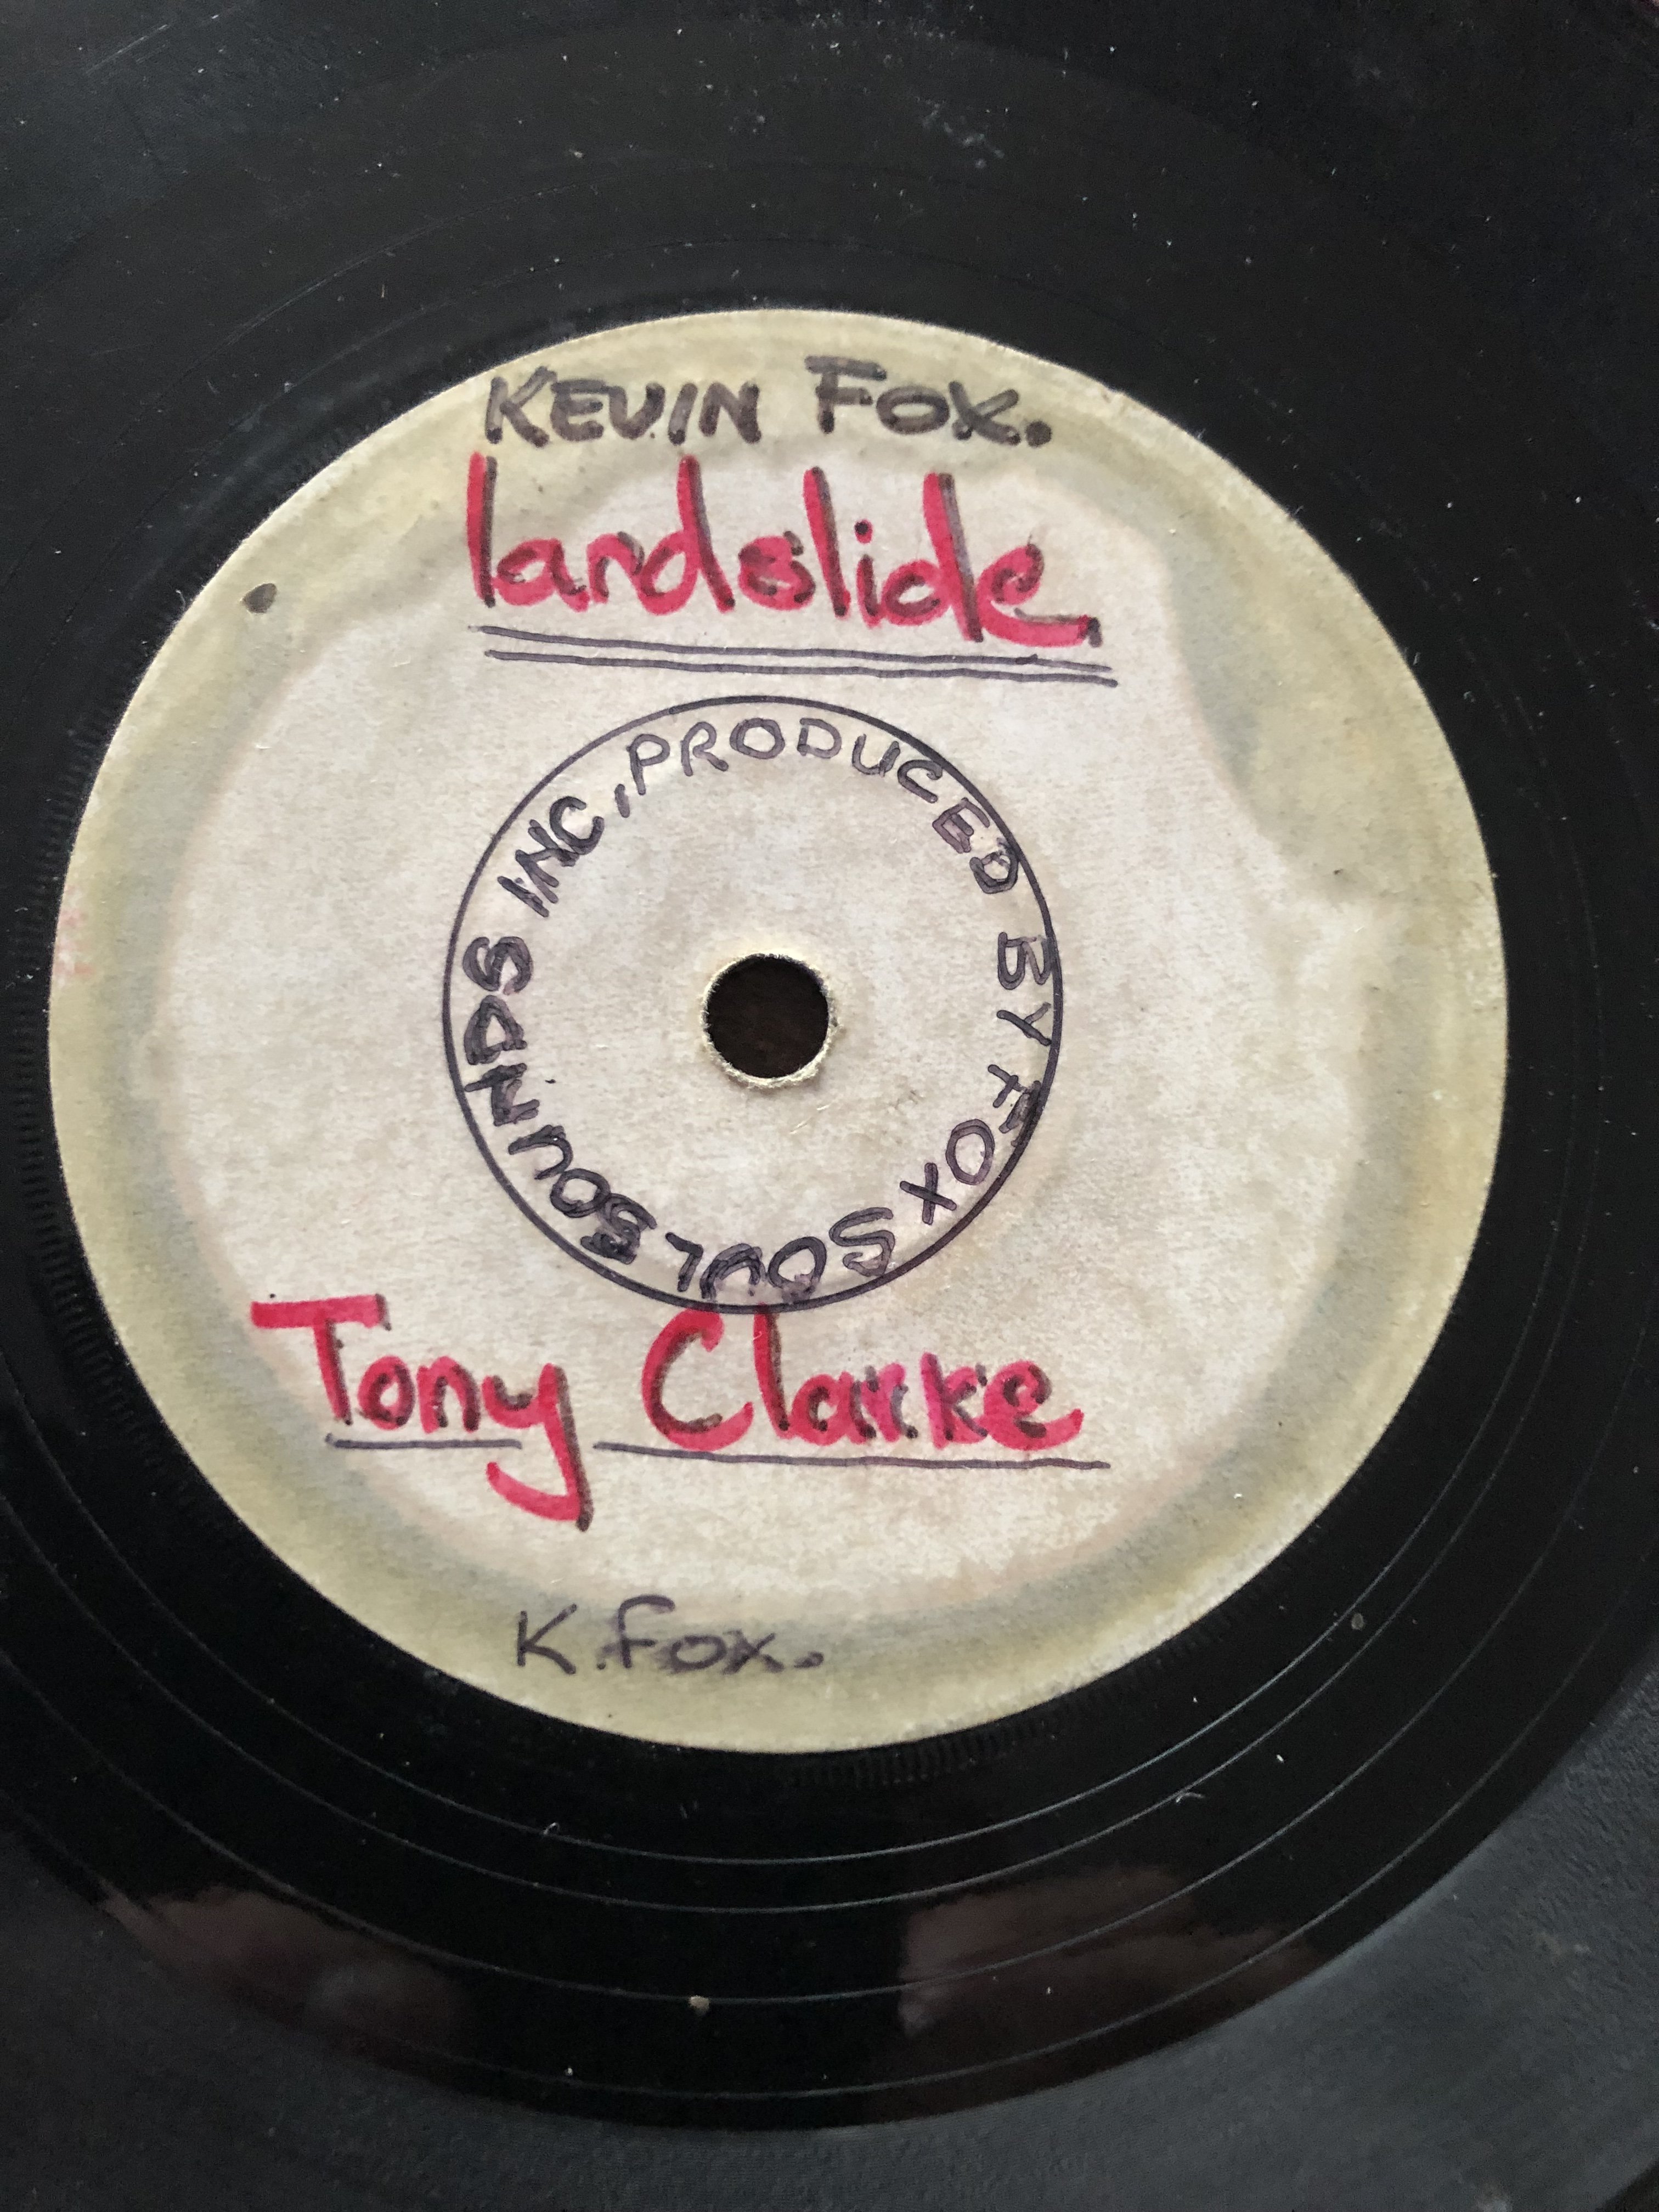 KEVIN FOX.
landslide.
PRODUCED BY FOX SOUL SOUNDS INC,
Tony Clarke
K.Fox.